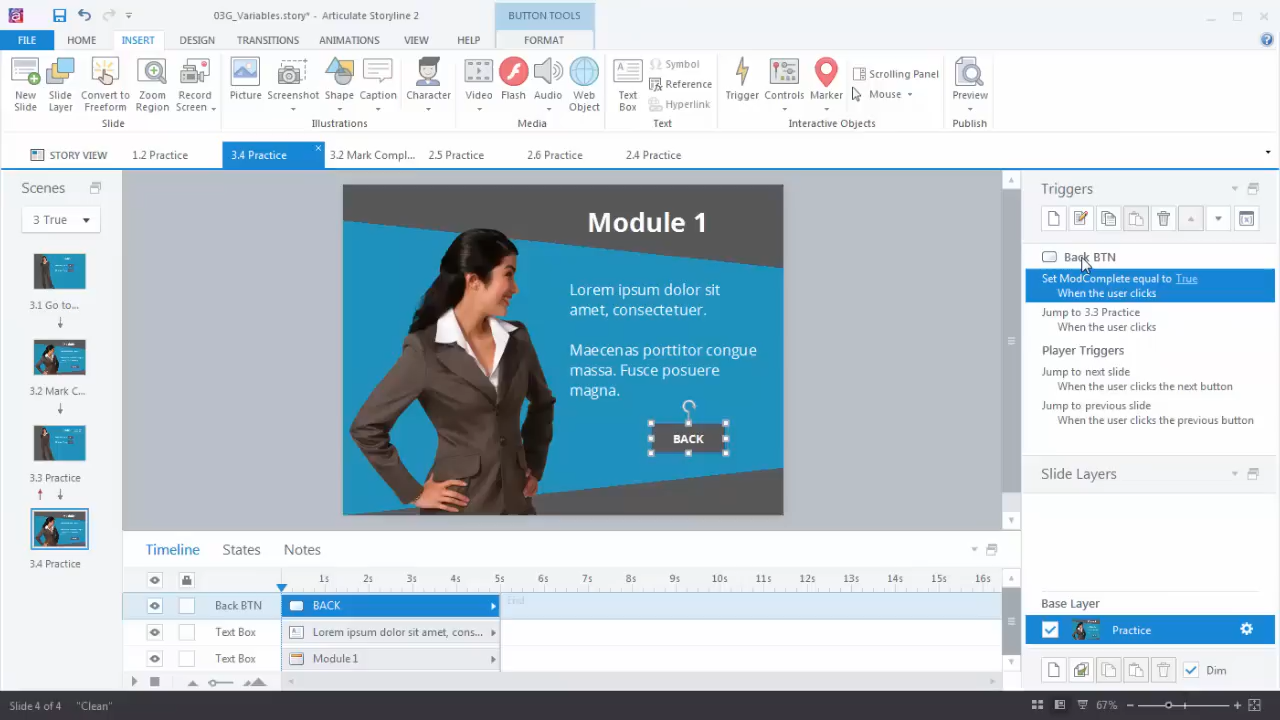 03G_Variables.story* - Articulate Storyline 2
BUTTON TOOLS
FILE HOME INSERT DESIGN TRANSITIONS ANIMATIONS VIEW HELP FORMAT
New Slide
Slide Layer
Convert to Freeform
Zoom Region
Record Screen
Slide
Picture
Screenshot
Shape
Caption
Character
Illustrations
Video
Flash
Audio
Web Object
Media
Text Box
Symbol
Reference
Hyperlink
Text
Trigger
Controls
Marker
Scrolling Panel
Mouse
Interactive Objects
Preview
Publish
STORY VIEW 1.2 Practice 3.4 Practice 3.2 Mark Compl... 2.5 Practice 2.6 Practice 2.4 Practice
Scenes
3 True
3.1 Go to...
3.2 Mark C...
3.3 Practice
3.4 Practice
Module 1
Lorem ipsum dolor sit
amet, consectetuer.
Maecenas porttitor congue
massa. Fusce posuere
magna.
BACK
Triggers
Back BTN
Set ModComplete equal to True
When the user clicks
Jump to 3.3 Practice
When the user clicks
Player Triggers
Jump to next slide
When the user clicks the next button
Jump to previous slide
When the user clicks the previous button
Slide Layers
Base Layer
Practice
Dim
Timeline States Notes
1s 2s 3s 4s 5s 6s 7s 8s 9s 10s 11s 12s 13s 14s 15s 16s
Back BTN BACK End
Text Box Lorem ipsum dolor sit amet, cons...
Text Box Module 1
Slide 4 of 4 "Clean" 67%